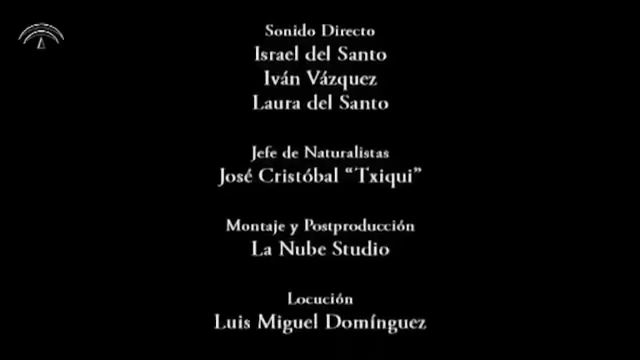 Sonido Directo
Israel del Santo
Iván Vázquez
Laura del Santo
Jefe de Naturalistas
José Cristóbal “Txiqui”
Montaje y Postproducción
La Nube Studio
Locución
Luis Miguel Domínguez